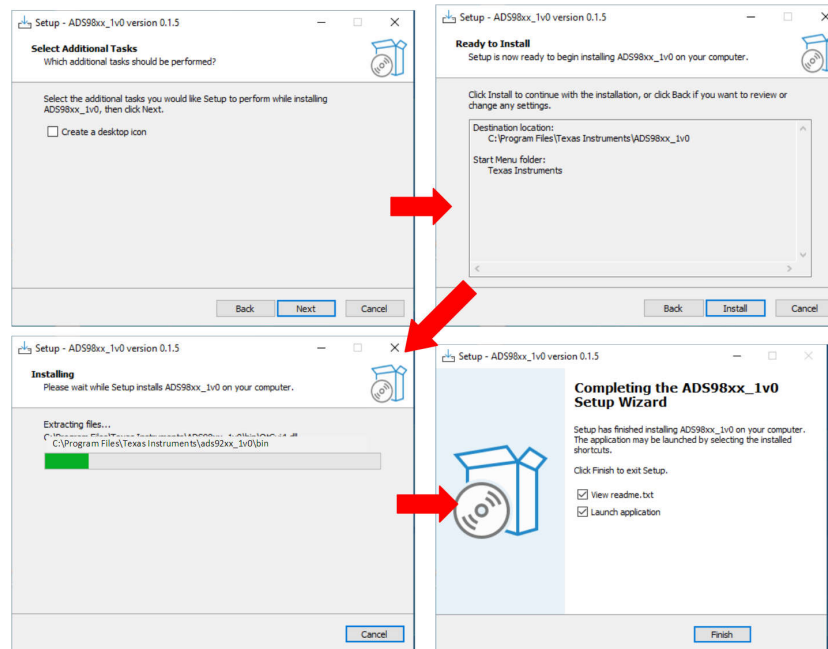 Setup - ADS98xx_1v0 version 0.1.5
Select Additional Tasks
Which additional tasks should be performed?
Select the additional tasks you would like Setup to perform while installing
ADS98xx_1v0, then click Next.
Create a desktop icon
Back Next Cancel
Setup - ADS98xx_1v0 version 0.1.5
Ready to Install
Setup is now ready to begin installing ADS98xx_1v0 on your computer.
Click Install to continue with the installation, or click Back if you want to review or
change any settings.
Destination location:
C:\Program Files\Texas Instruments\ADS98xx_1v0
Start Menu folder:
Texas Instruments
Back Install Cancel
Setup - ADS98xx_1v0 version 0.1.5
Installing
Please wait while Setup installs ADS98xx_1v0 on your computer.
Extracting files...
C:\Program Files\Texas Instruments\ads92xx_1v0\bin
Cancel
Setup - ADS98xx_1v0 version 0.1.5
Completing the ADS98xx_1v0
Setup Wizard
Setup has finished installing ADS98xx_1v0 on your computer.
The application may be launched by selecting the installed
shortcuts.
Click Finish to exit Setup.
View readme.txt
Launch application
Finish